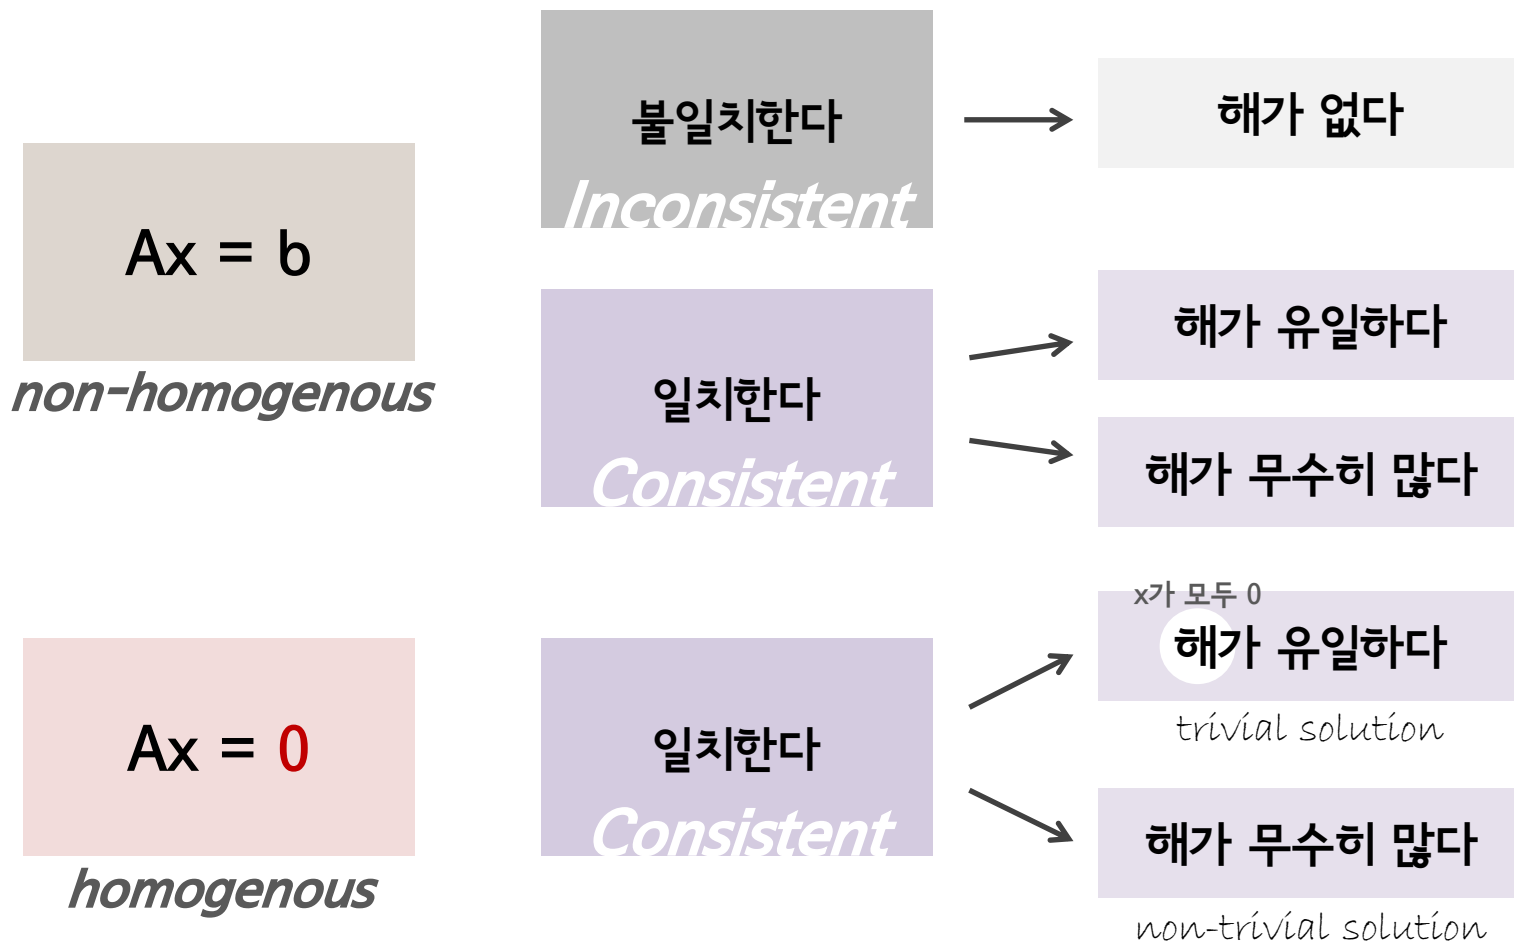 Ax = b
non-homogenous
불일치한다
Inconsistent
해가 없다
일치한다
Consistent
해가 유일하다
해가 무수히 많다
Ax = 0
homogenous
일치한다
Consistent
x가 모두 0
해가 유일하다
trivial solution
해가 무수히 많다
non-trivial solution